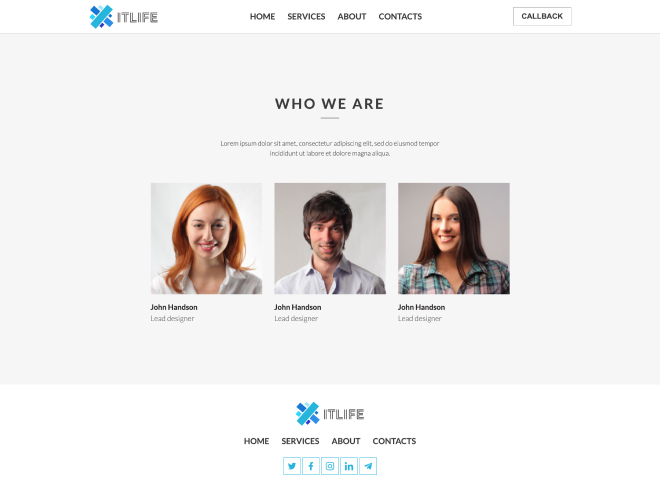 ITLIFE
HOME SERVICES ABOUT CONTACTS
CALLBACK
WHO WE ARE
Lorem ipsum dolor sit amet, consectetur adipiscing elit, sed do eiusmod tempor
incididunt ut labore et dolore magna aliqua.
John Handson
Lead designer
John Handson
Lead designer
John Handson
Lead designer
ITLIFE
HOME SERVICES ABOUT CONTACTS